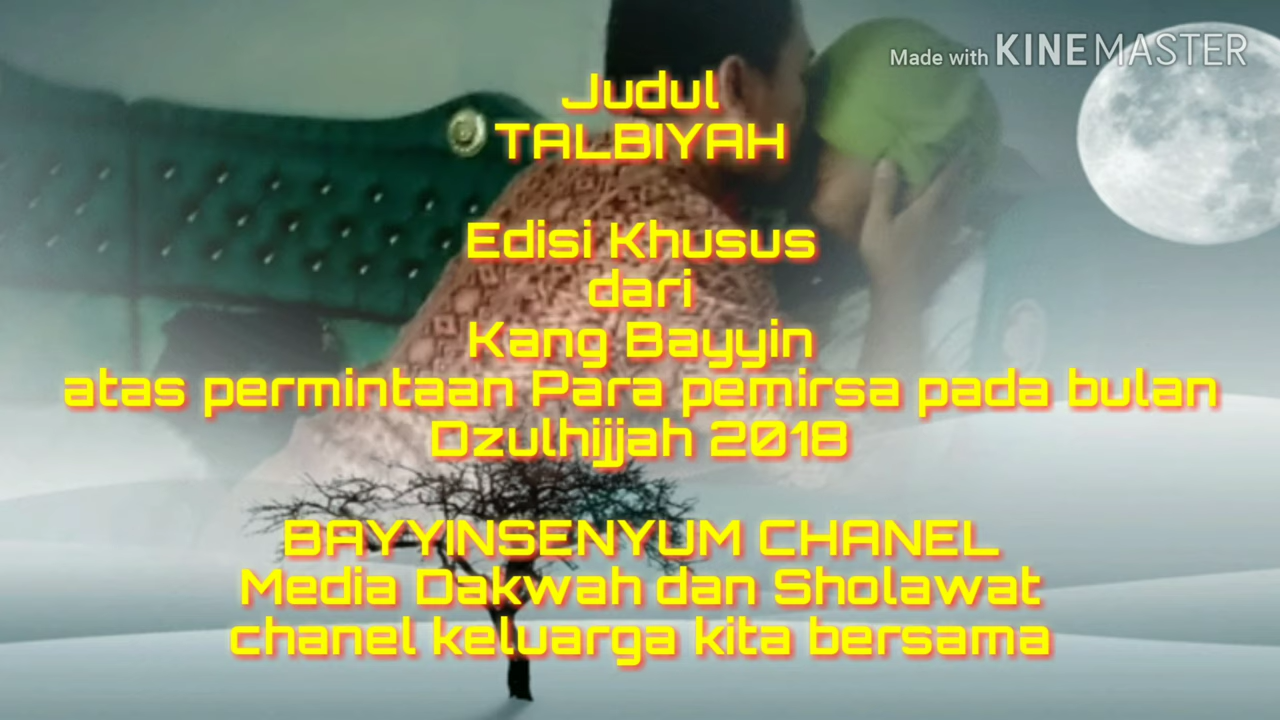 Made with KINEMASTER
Judul
TALBIYAH
Edisi Khusus
dari
Kang Bayyin
atas permintaan Para pemirsa pada bulan
Dzulhijjah 2018
BAYYINSENYUM CHANEL
Media Dakwah dan Sholawat
chanel keluarga kita bersama